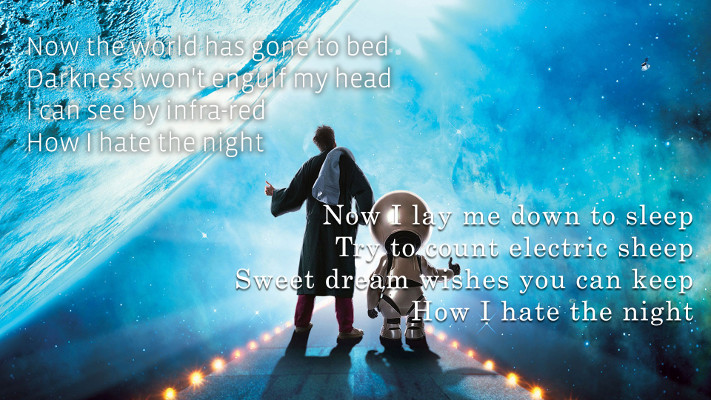 Now the world has gone to bed
Darkness won't engulf my head
I can see by infra-red
How I hate the night
Now I lay me down to sleep
Try to count electric sheep
Sweet dream wishes you can keep
How I hate the night